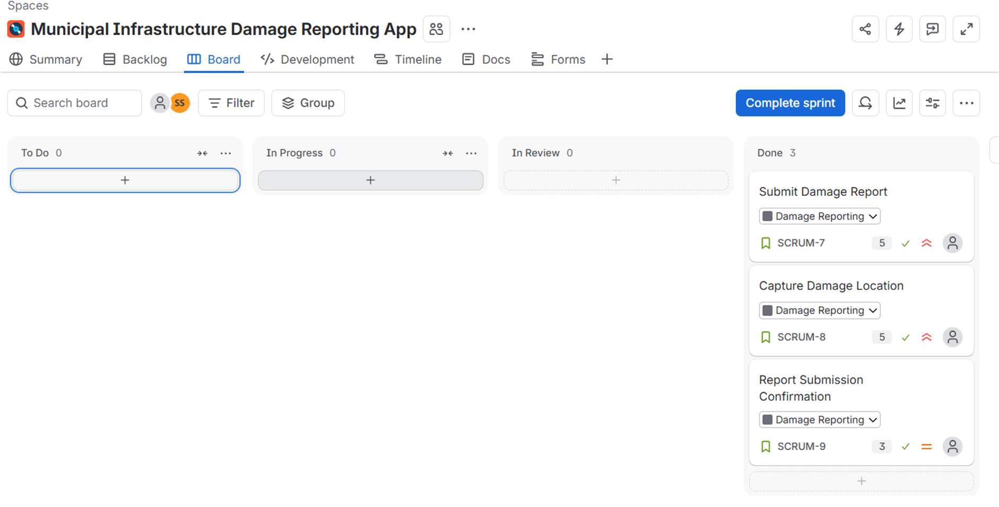 Spaces
Municipal Infrastructure Damage Reporting App
Summary Backlog Board Development Timeline Docs Forms
Search board SS Filter Group Complete sprint
To Do 0 In Progress 0 In Review 0 Done 3
Submit Damage Report
Damage Reporting
SCRUM-7 5
Capture Damage Location
Damage Reporting
SCRUM-8 5
Report Submission
Confirmation
Damage Reporting
SCRUM-9 3